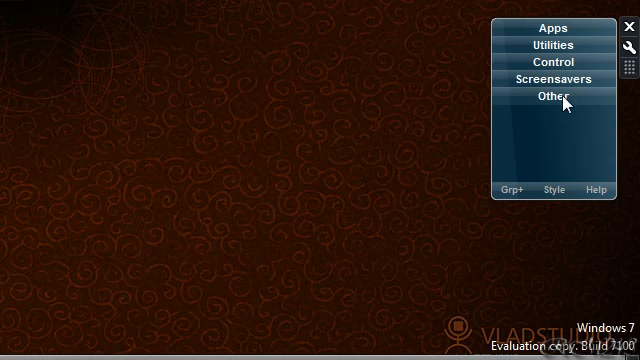 Apps
Utilities
Control
Screensavers
Other
Grp+ Style Help
Windows 7
VLADSTUDIO
Evaluation copy. Build 7100